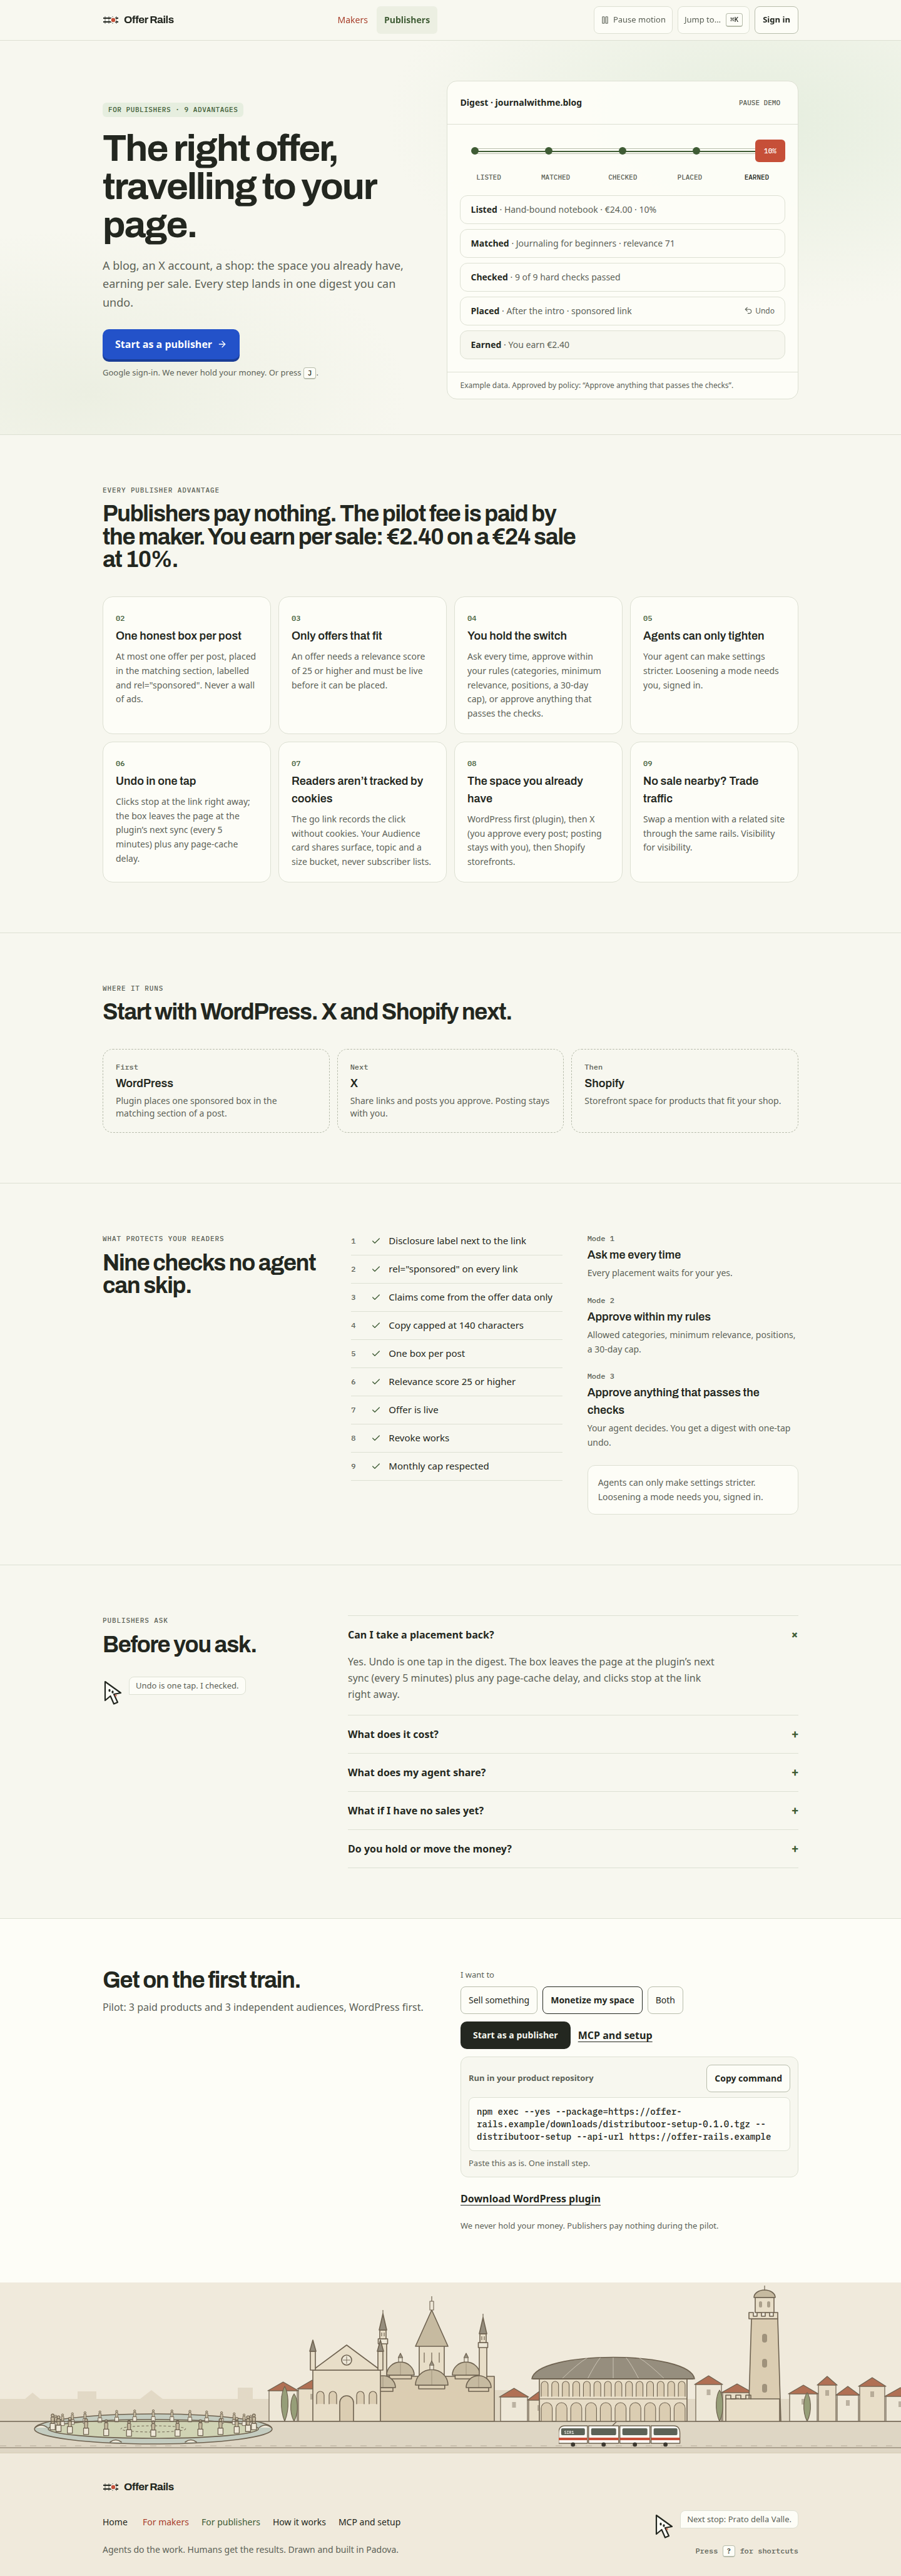 Offer Rails
Makers
Publishers
Pause motion
Jump to... ⌘K
Sign in
FOR PUBLISHERS · 9 ADVANTAGES
The right offer,
travelling to your
page.
A blog, an X account, a shop: the space you already have,
earning per sale. Every step lands in one digest you can
undo.
Start as a publisher →
Google sign-in. We never hold your money. Or press J.
Digest · journalwithme.blog
PAUSE DEMO
10%
LISTED
MATCHED
CHECKED
PLACED
EARNED
Listed · Hand-bound notebook · €24.00 · 10%
Matched · Journaling for beginners · relevance 71
Checked · 9 of 9 hard checks passed
Placed · After the intro · sponsored link
Undo
Earned · You earn €2.40
Example data. Approved by policy: “Approve anything that passes the checks”.
EVERY PUBLISHER ADVANTAGE
Publishers pay nothing. The pilot fee is paid by
the maker. You earn per sale: €2.40 on a €24 sale
at 10%.
02
One honest box per post
At most one offer per post, placed
in the matching section, labelled
and rel="sponsored". Never a wall
of ads.
03
Only offers that fit
An offer needs a relevance score
of 25 or higher and must be live
before it can be placed.
04
You hold the switch
Ask every time, approve within
your rules (categories, minimum
relevance, positions, a 30-day
cap), or approve anything that
passes the checks.
05
Agents can only tighten
Your agent can make settings
stricter. Loosening a mode needs
you, signed in.
06
Undo in one tap
Clicks stop at the link right away;
the box leaves the page at the
plugin’s next sync (every 5
minutes) plus any page-cache
delay.
07
Readers aren’t tracked by
cookies
The go link records the click
without cookies. Your Audience
card shares surface, topic and a
size bucket, never subscriber lists.
08
The space you already
have
WordPress first (plugin), then X
(you approve every post; posting
stays with you), then Shopify
storefronts.
09
No sale nearby? Trade
traffic
Swap a mention with a related site
through the same rails. Visibility
for visibility.
WHERE IT RUNS
Start with WordPress. X and Shopify next.
First
WordPress
Plugin places one sponsored box in the
matching section of a post.
Next
X
Share links and posts you approve. Posting stays
with you.
Then
Shopify
Storefront space for products that fit your shop.
WHAT PROTECTS YOUR READERS
Nine checks no agent
can skip.
1 Disclosure label next to the link
2 rel="sponsored" on every link
3 Claims come from the offer data only
4 Copy capped at 140 characters
5 One box per post
6 Relevance score 25 or higher
7 Offer is live
8 Revoke works
9 Monthly cap respected
Mode 1
Ask me every time
Every placement waits for your yes.
Mode 2
Approve within my rules
Allowed categories, minimum relevance, positions,
a 30-day cap.
Mode 3
Approve anything that passes the
checks
Your agent decides. You get a digest with one-tap
undo.
Agents can only make settings stricter.
Loosening a mode needs you, signed in.
PUBLISHERS ASK
Before you ask.
Undo is one tap. I checked.
Can I take a placement back?
Yes. Undo is one tap in the digest. The box leaves the page at the plugin’s next
sync (every 5 minutes) plus any page-cache delay, and clicks stop at the link
right away.
What does it cost? +
What does my agent share? +
What if I have no sales yet? +
Do you hold or move the money? +
Get on the first train.
Pilot: 3 paid products and 3 independent audiences, WordPress first.
I want to
Sell something
Monetize my space
Both
Start as a publisher
MCP and setup
Run in your product repository
Copy command
npm exec --yes --package=https://offer-
rails.example/downloads/distributoor-setup-0.1.0.tgz --
distributoor-setup --api-url https://offer-rails.example
Paste this as is. One install step.
Download WordPress plugin
We never hold your money. Publishers pay nothing during the pilot.
SIR1
Offer Rails
Home
For makers
For publishers
How it works
MCP and setup
Agents do the work. Humans get the results. Drawn and built in Padova.
Next stop: Prato della Valle.
Press ? for shortcuts